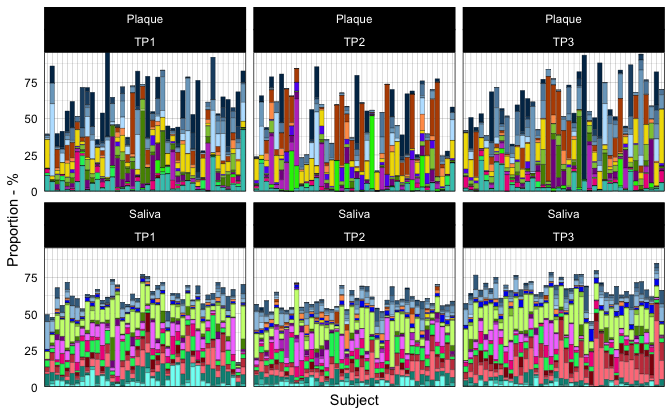 Plaque Plaque Plaque
TP1 TP2 TP3
75
50
25
0
Saliva Saliva Saliva
TP1 TP2 TP3
75
50
25
0
Proportion - %
Subject